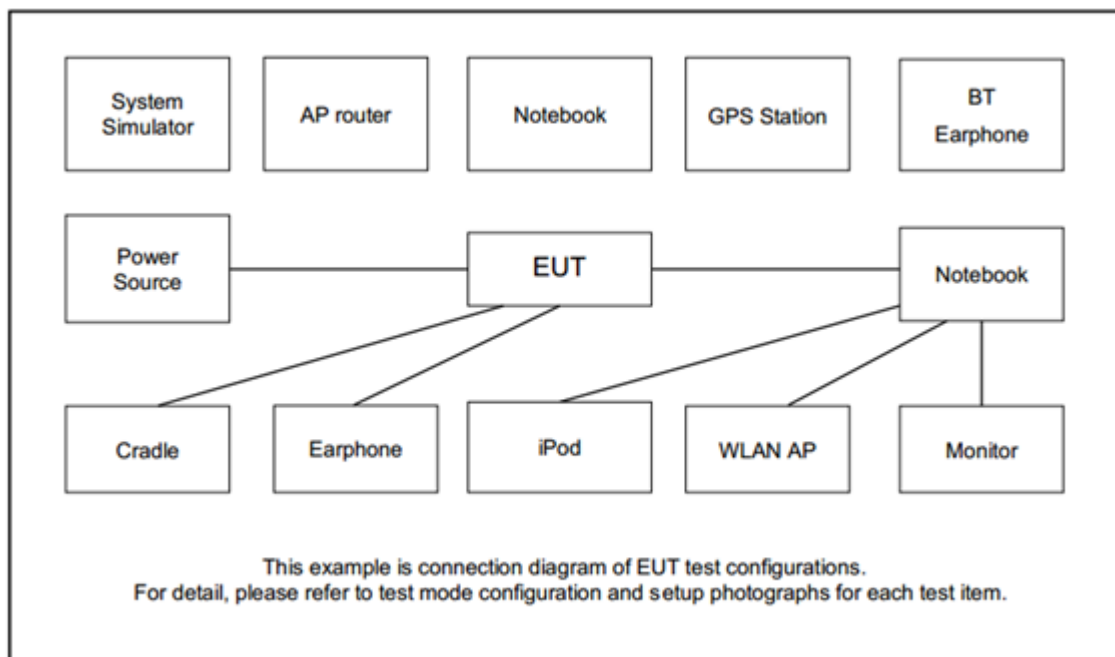 System
Simulator
AP router
Notebook
GPS Station
BT
Earphone
Power
Source
EUT
Notebook
Cradle
Earphone
iPod
WLAN AP
Monitor
This example is connection diagram of EUT test configurations.
For detail, please refer to test mode configuration and setup photographs for each test item.